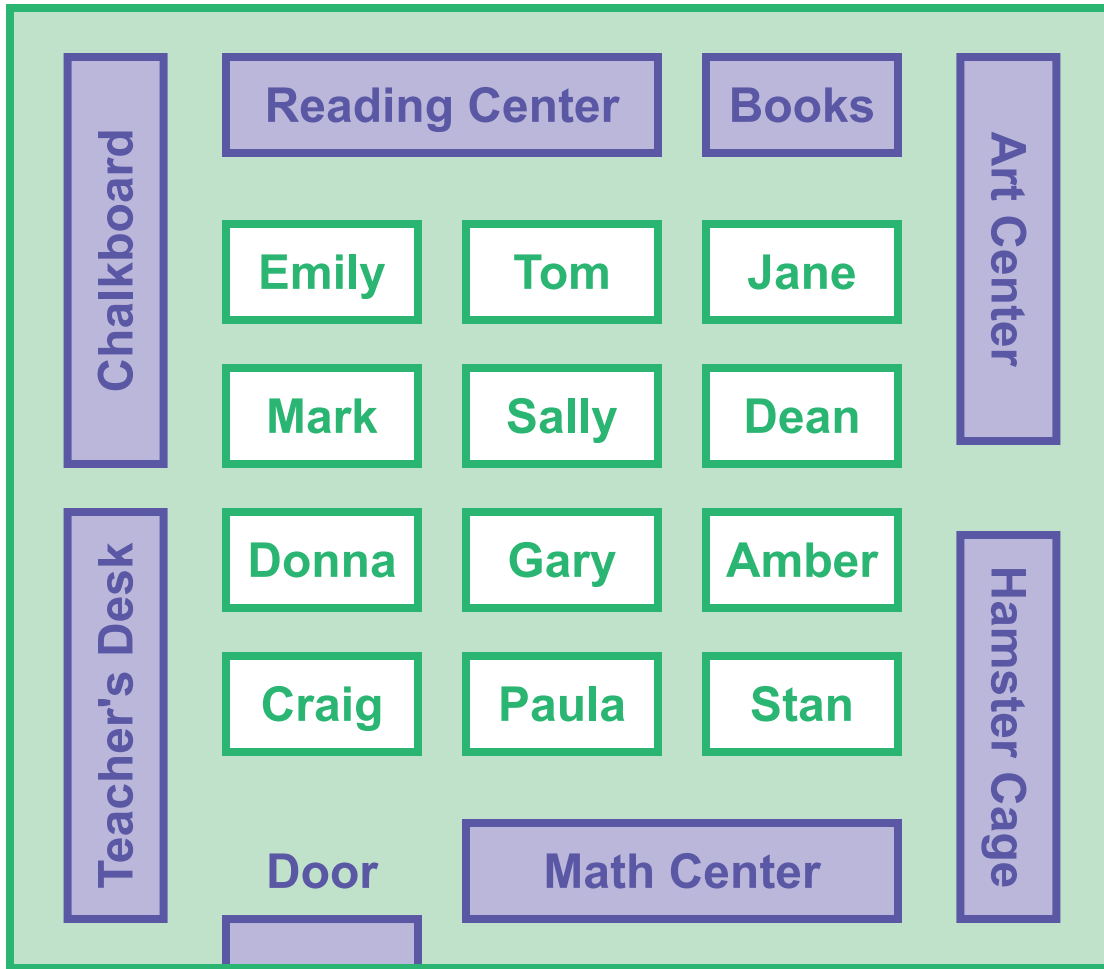 Chalkboard
Reading Center
Books
Art Center
Emily
Tom
Jane
Mark
Sally
Dean
Teacher's Desk
Donna
Gary
Amber
Hamster Cage
Craig
Paula
Stan
Door
Math Center